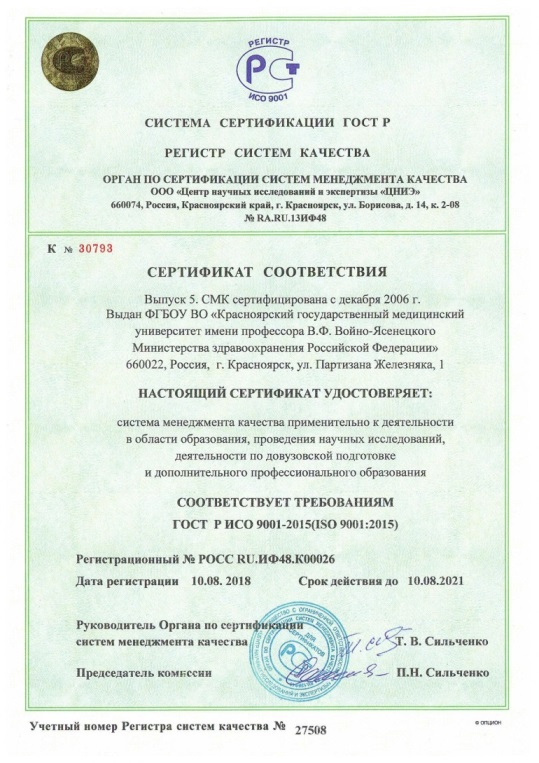 РЕГИСТР
РСТ
ИСО 9001
СИСТЕМА СЕРТИФИКАЦИИ ГОСТ Р
РЕГИСТР СИСТЕМ КАЧЕСТВА
ОРГАН ПО СЕРТИФИКАЦИИ СИСТЕМ МЕНЕДЖМЕНТА КАЧЕСТВА
ООО «Центр научных исследований и экспертизы «ЦНИЭ»
660074, Россия, Красноярский край, г. Красноярск, ул. Борисова, д. 14, к. 2-08
№ RA.RU.13ИФ48
К № 30793
СЕРТИФИКАТ СООТВЕТСТВИЯ
Выпуск 5. СМК сертифицирована с декабря 2006 г.
Выдан ФГБОУ ВО «Красноярский государственный медицинский
университет имени профессора В.Ф. Войно-Ясенецкого
Министерства здравоохранения Российской Федерации»
660022, Россия, г. Красноярск, ул. Партизана Железняка, 1
НАСТОЯЩИЙ СЕРТИФИКАТ УДОСТОВЕРЯЕТ:
система менеджмента качества применительно к деятельности
в области образования, проведения научных исследований,
деятельности по довузовской подготовке
и дополнительного профессионального образования
СООТВЕТСТВУЕТ ТРЕБОВАНИЯМ
ГОСТ Р ИСО 9001-2015(ISO 9001:2015)
Регистрационный № РОСС RU.ИФ48.К00026
Дата регистрации 10.08. 2018 Срок действия до 10.08.2021
Руководитель Органа по сертификации
систем менеджмента качества Т. В. Сильченко
Председатель комиссии П.Н. Сильченко
ДЛЯ
СЕРТИФИКАТОВ
Учетный номер Регистра систем качества № 27508
© ОПЦИОН